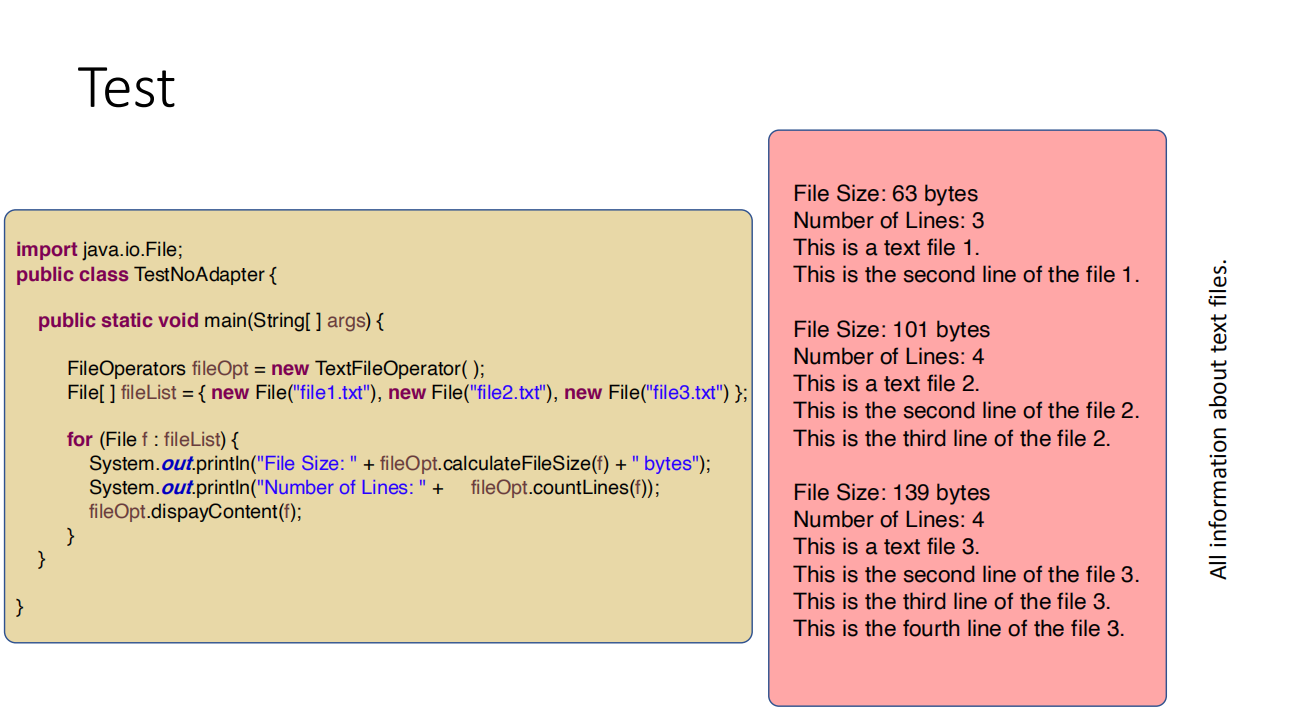 Test
import java.io.File;
public class TestNoAdapter {
public static void main(String[ ] args) {
FileOperators fileOpt = new TextFileOperator( );
File[ ] fileList = { new File("file1.txt"), new File("file2.txt"), new File("file3.txt") };
for (File f : fileList) {
System.out.println("File Size: " + fileOpt.calculateFileSize(f) + " bytes");
System.out.println("Number of Lines: " + fileOpt.countLines(f));
fileOpt.dispayContent(f);
}
}
}
File Size: 63 bytes
Number of Lines: 3
This is a text file 1.
This is the second line of the file 1.
File Size: 101 bytes
Number of Lines: 4
This is a text file 2.
This is the second line of the file 2.
This is the third line of the file 2.
File Size: 139 bytes
Number of Lines: 4
This is a text file 3.
This is the second line of the file 3.
This is the third line of the file 3.
This is the fourth line of the file 3.
All information about text files.